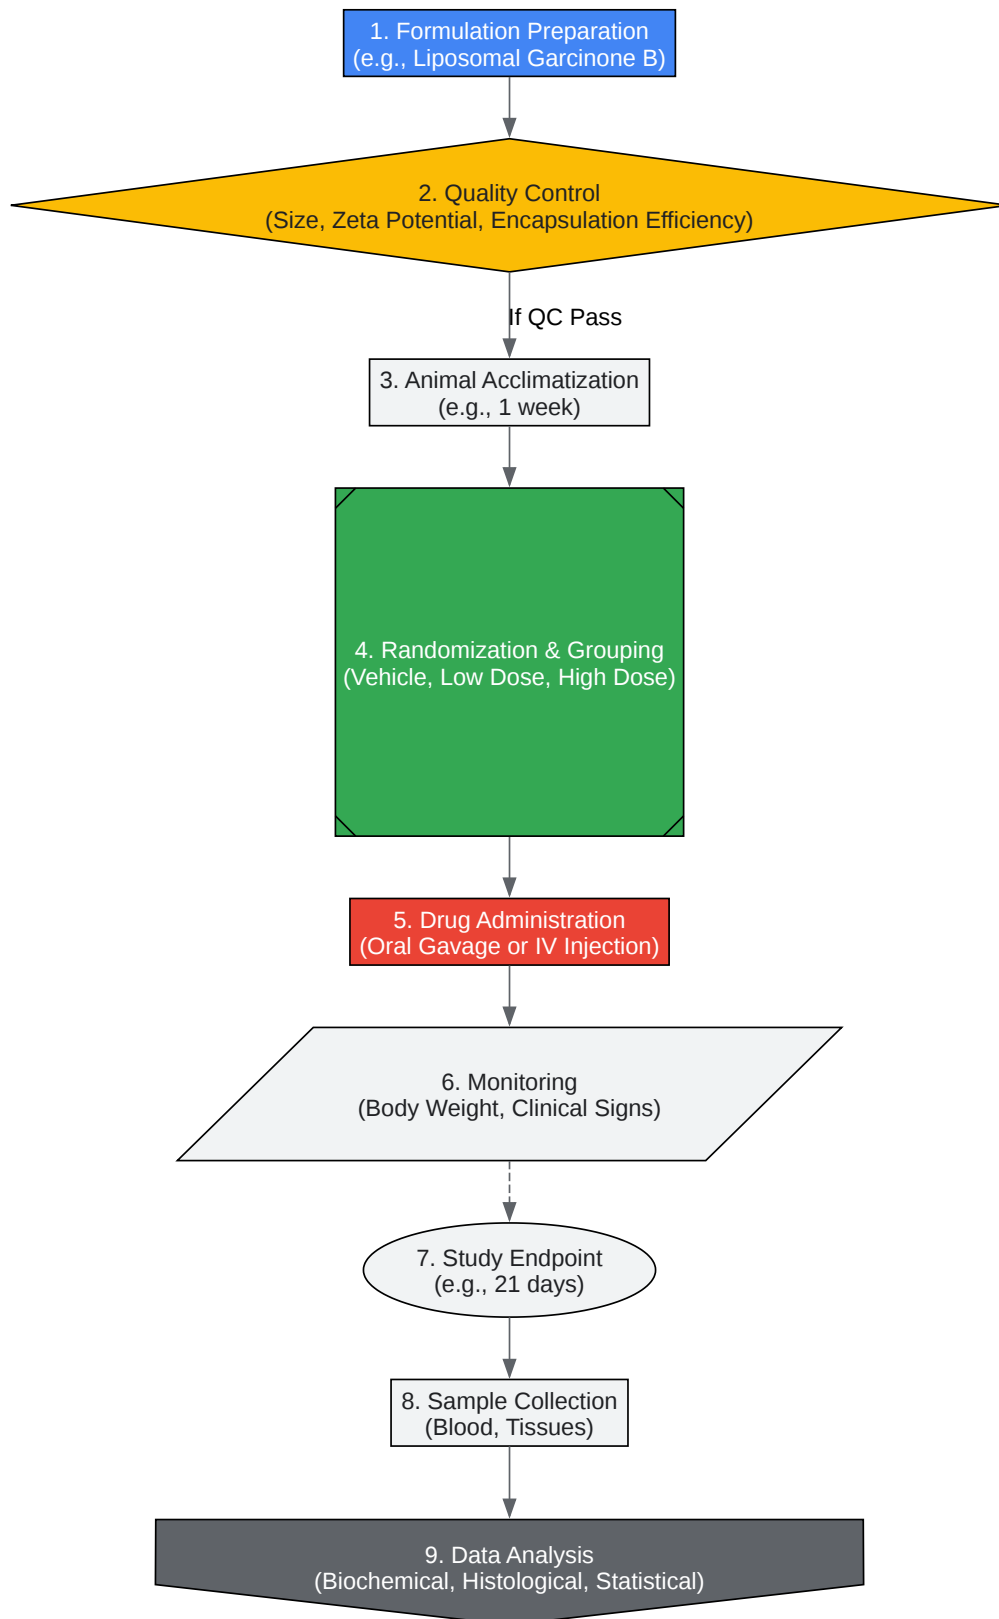 1. Formulation Preparation
(e.g., Liposomal Garcinone B)
2. Quality Control
(Size, Zeta Potential, Encapsulation Efficiency)
If QC Pass
3. Animal Acclimatization
(e.g., 1 week)
4. Randomization & Grouping
(Vehicle, Low Dose, High Dose)
5. Drug Administration
(Oral Gavage or IV Injection)
6. Monitoring
(Body Weight, Clinical Signs)
7. Study Endpoint
(e.g., 21 days)
8. Sample Collection
(Blood, Tissues)
9. Data Analysis
(Biochemical, Histological, Statistical)